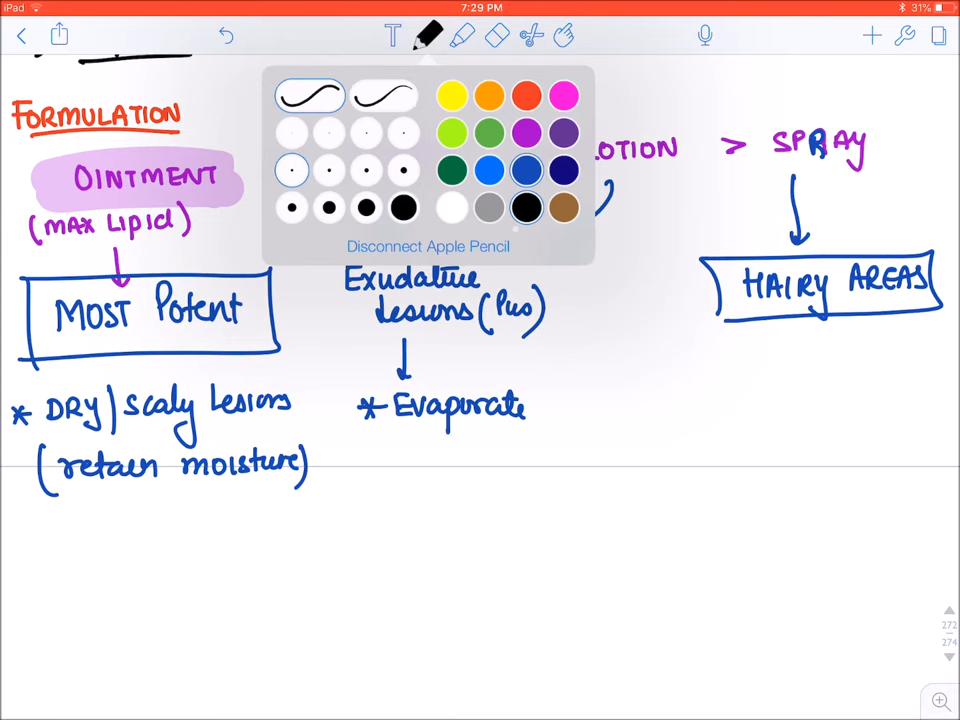 iPad 7:29 PM 31%
T
FORMULATION
OINTMENT
(max Lipid)
LOTION > SPRAY
Disconnect Apple Pencil
MOST Potent
Exudative
Lesions (Pus)
HAIRY AREAS
* DRY/Scaly Lesions
(retain moisture)
* Evaporate
272
274